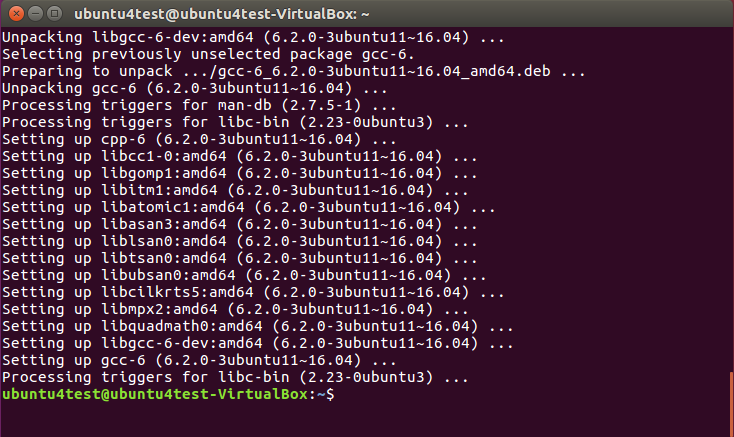 ubuntu4test@ubuntu4test-VirtualBox: ~
Unpacking libgcc-6-dev:amd64 (6.2.0-3ubuntu11~16.04) ...
Selecting previously unselected package gcc-6.
Preparing to unpack .../gcc-6_6.2.0-3ubuntu11~16.04_amd64.deb ...
Unpacking gcc-6 (6.2.0-3ubuntu11~16.04) ...
Processing triggers for man-db (2.7.5-1) ...
Processing triggers for libc-bin (2.23-0ubuntu3) ...
Setting up cpp-6 (6.2.0-3ubuntu11~16.04) ...
Setting up libcc1-0:amd64 (6.2.0-3ubuntu11~16.04) ...
Setting up libgomp1:amd64 (6.2.0-3ubuntu11~16.04) ...
Setting up libitm1:amd64 (6.2.0-3ubuntu11~16.04) ...
Setting up libatomic1:amd64 (6.2.0-3ubuntu11~16.04) ...
Setting up libasan3:amd64 (6.2.0-3ubuntu11~16.04) ...
Setting up liblsan0:amd64 (6.2.0-3ubuntu11~16.04) ...
Setting up libtsan0:amd64 (6.2.0-3ubuntu11~16.04) ...
Setting up libubsan0:amd64 (6.2.0-3ubuntu11~16.04) ...
Setting up libcilkrts5:amd64 (6.2.0-3ubuntu11~16.04) ...
Setting up libmpx2:amd64 (6.2.0-3ubuntu11~16.04) ...
Setting up libquadmath0:amd64 (6.2.0-3ubuntu11~16.04) ...
Setting up libgcc-6-dev:amd64 (6.2.0-3ubuntu11~16.04) ...
Setting up gcc-6 (6.2.0-3ubuntu11~16.04) ...
Processing triggers for libc-bin (2.23-0ubuntu3) ...
ubuntu4test@ubuntu4test-VirtualBox:~$